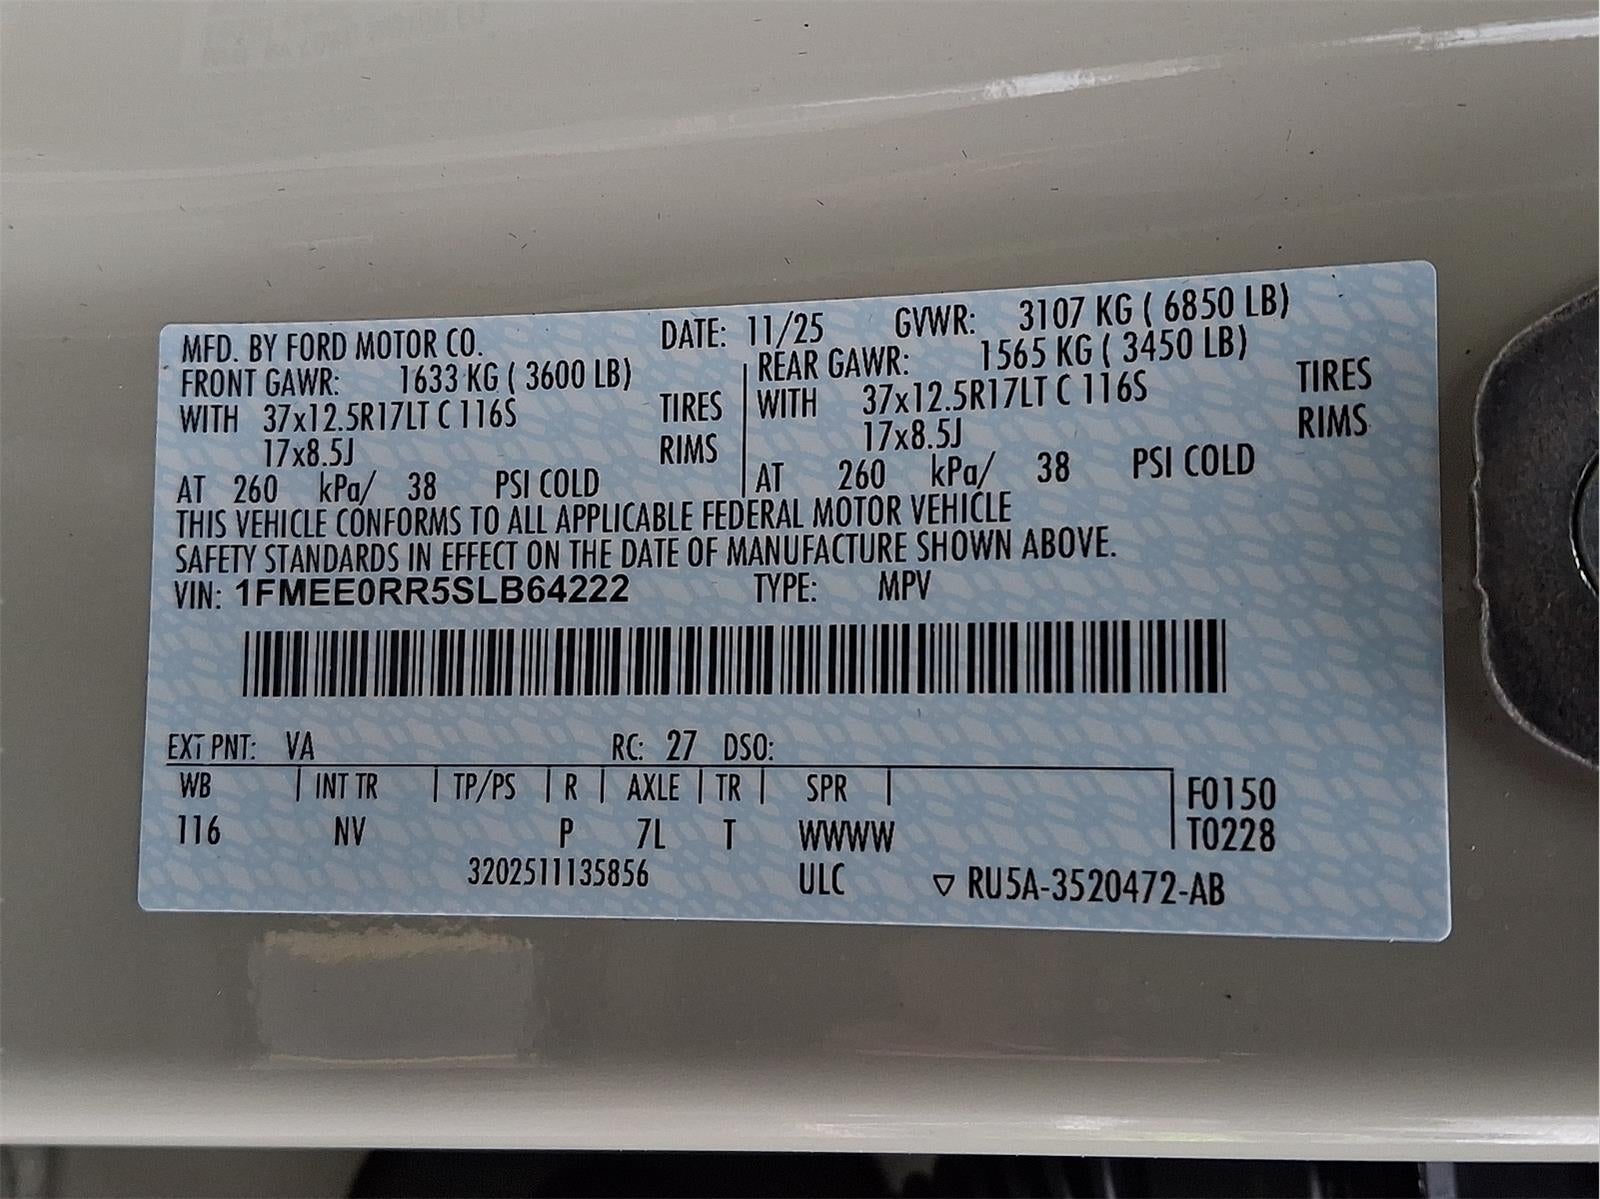 MFD. BY FORD MOTOR CO. DATE: 11/25 GVWR: 3107 KG ( 6850 LB)
FRONT GAWR: 1633 KG ( 3600 LB) REAR GAWR: 1565 KG ( 3450 LB)
WITH 37x12.5R17LT C 116S TIRES WITH 37x12.5R17LT C 116S TIRES
17x8.5J RIMS 17x8.5J RIMS
AT 260 kPa/ 38 PSI COLD AT 260 kPa/ 38 PSI COLD
THIS VEHICLE CONFORMS TO ALL APPLICABLE FEDERAL MOTOR VEHICLE
SAFETY STANDARDS IN EFFECT ON THE DATE OF MANUFACTURE SHOWN ABOVE.
VIN: 1FMEE0RR5SLB64222 TYPE: MPV
EXT PNT: VA RC: 27 DSO:
WB INT TR TP/PS R AXLE TR SPR F0150
116 NV P 7L T WWWW T0228
3202511135856 ULC ▽ RU5A-3520472-AB